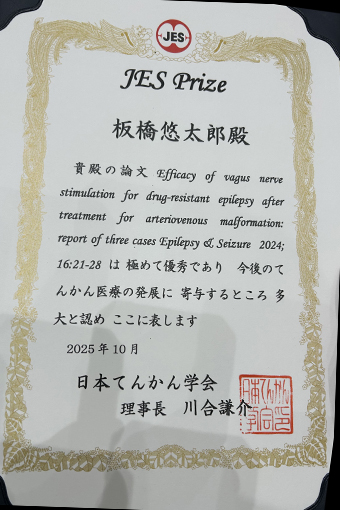 JES
JES Prize
板橋悠太郎殿
貴殿の論文 Efficacy of vagus nerve
stimulation for drug-resistant epilepsy after
treatment for arteriovenous malformation:
report of three cases Epilepsy & Seizure 2024;
16:21-28 は 極めて優秀であり 今後のて
んかん医療の発展に 寄与するところ 多
大と認め ここに表します
2025年10月
日本てんかん学会
理事長 川合謙介